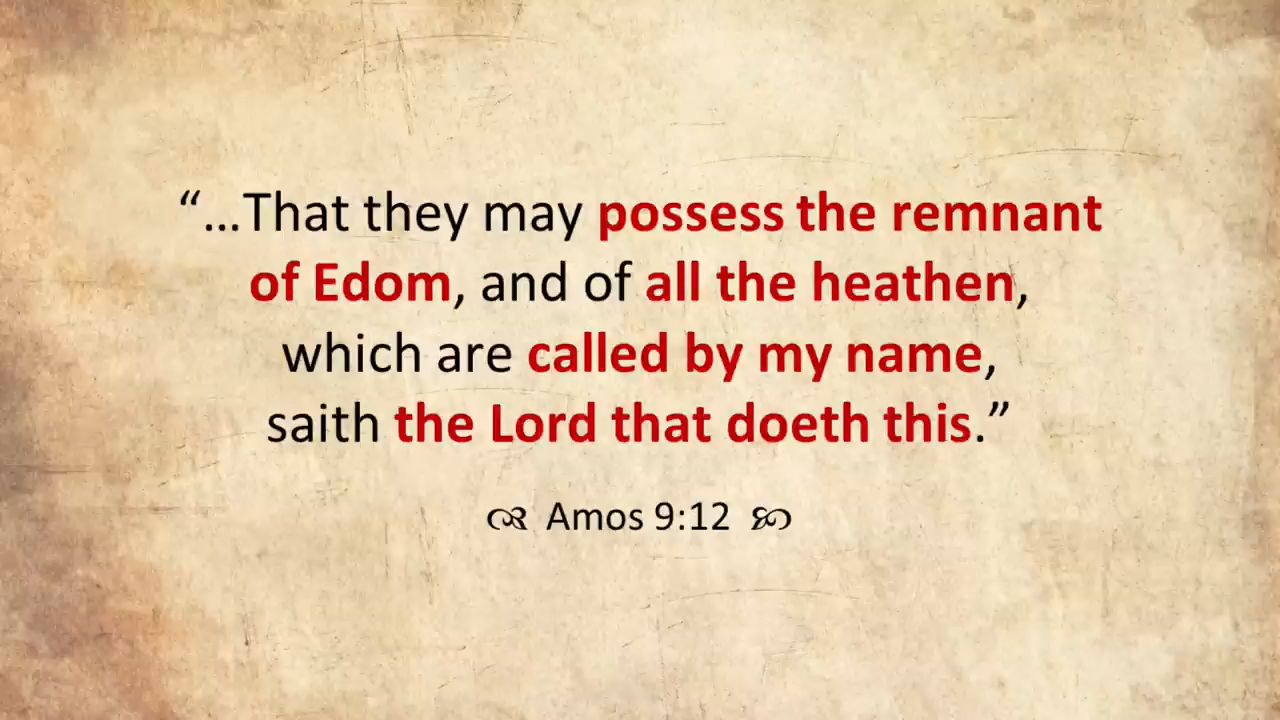 “…That they may possess the remnant
of Edom, and of all the heathen,
which are called by my name,
saith the Lord that doeth this.”
Amos 9:12